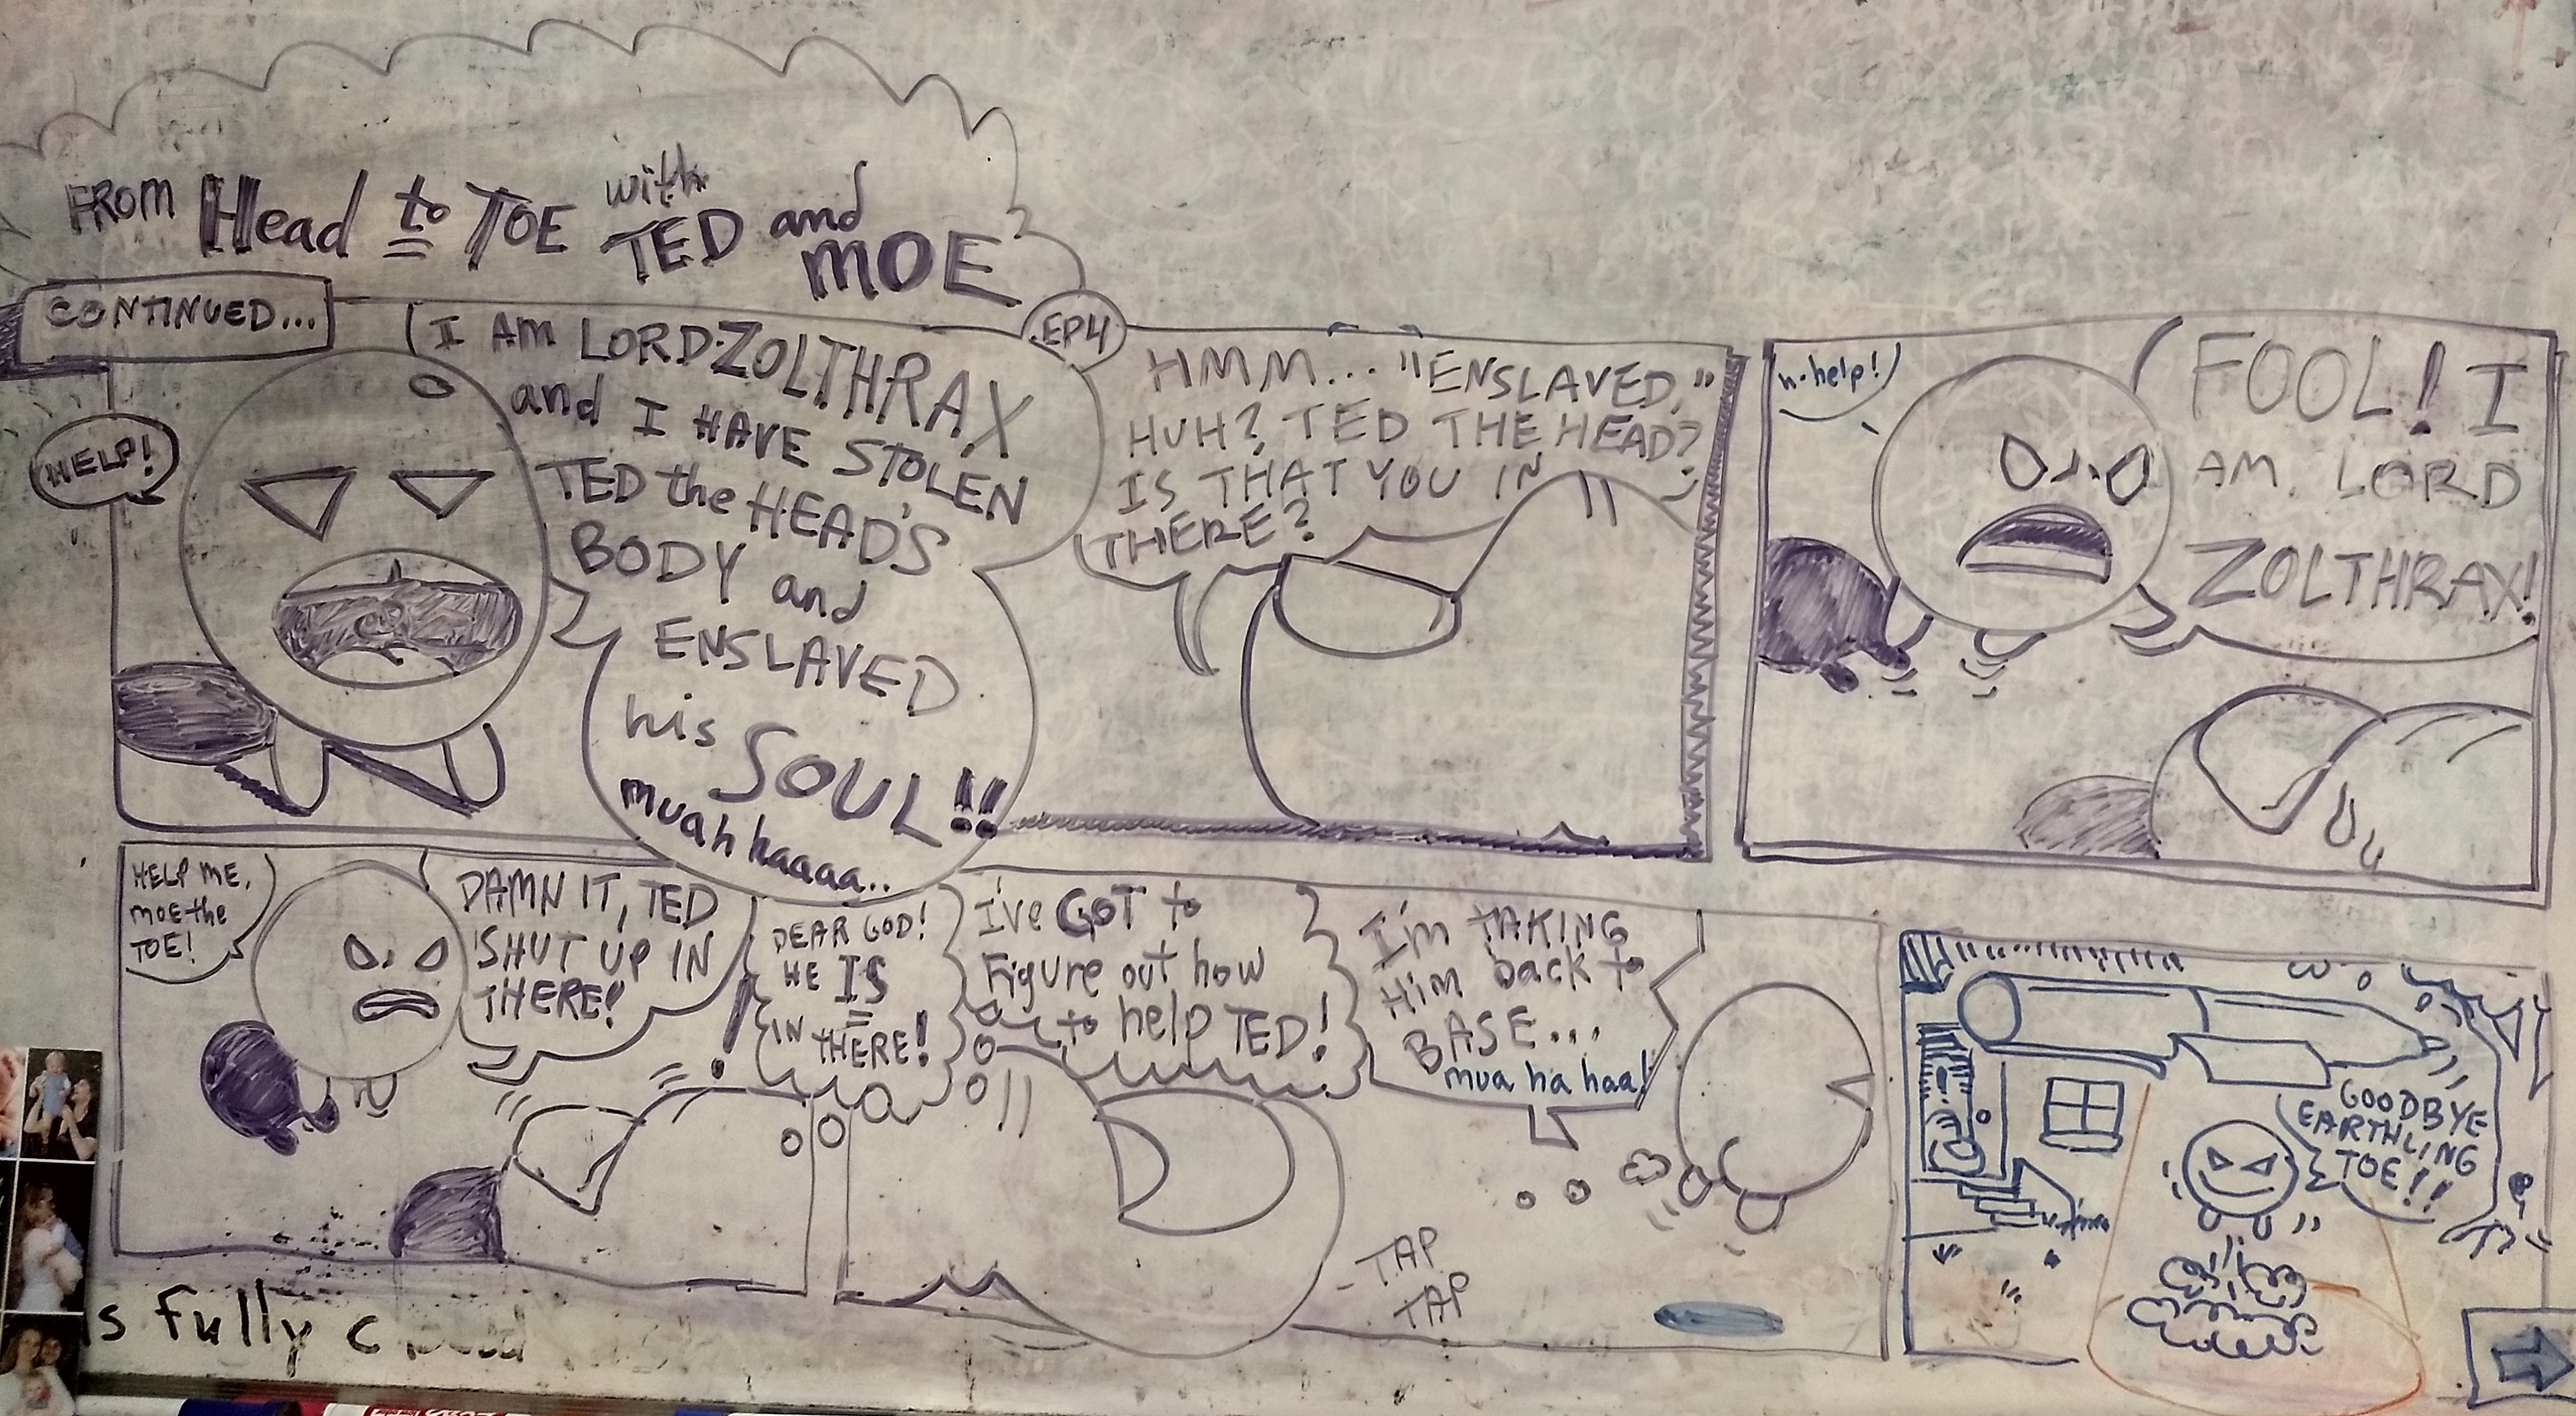 FROM Head to TOE with TED and MOE
CONTINUED...
EP4
HELP!
I AM LORD ZOLTHRAX
and I HAVE STOLEN
TED the HEAD'S
BODY and
ENSLAVED
his SOUL!!
muah haaaa..
HMM... "ENSLAVED,"
HUH? TED THE HEAD?
IS THAT YOU IN
THERE?
h-help!
FOOL! I
AM LORD
ZOLTHRAX!
HELP ME,
MOE the
TOE!
DAMN IT, TED
SHUT UP IN
THERE!
!
DEAR GOD!
HE IS
IN THERE!
I'VE GOT to
Figure out how
to help TED!
I'm TAKING
Him back to
BASE...
mua ha haa!
TAP
TAP
!
GOODBYE
EARTHLING
TOE!!
s fully c